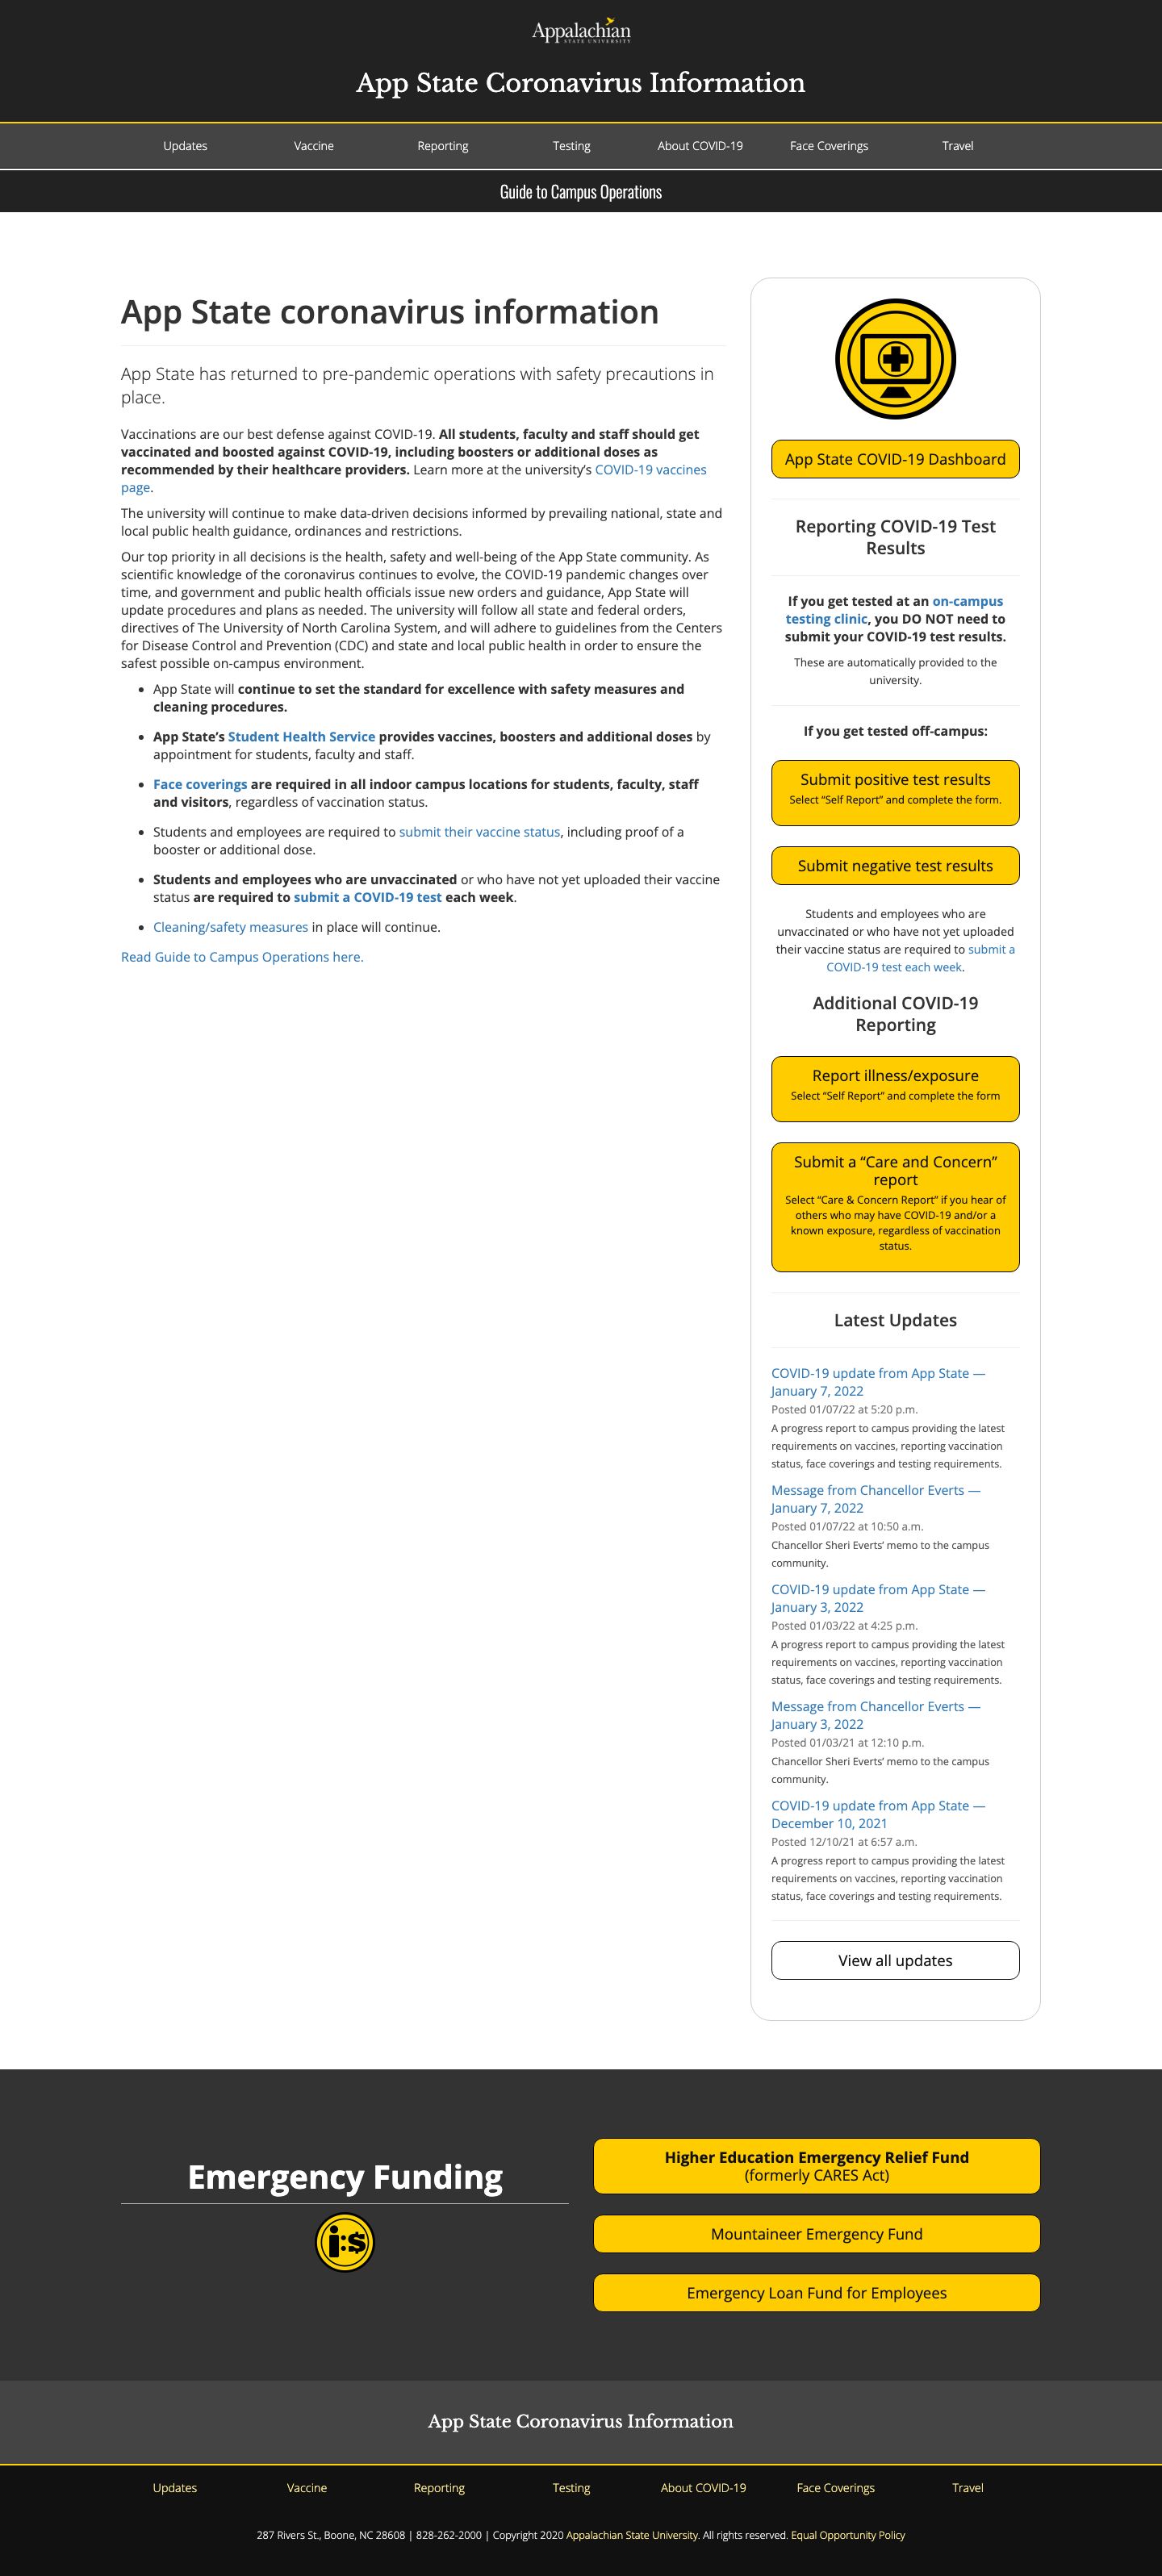 Appalachian
STATE UNIVERSITY
App State Coronavirus Information
Updates
Vaccine
Reporting
Testing
About COVID-19
Face Coverings
Travel
Guide to Campus Operations
App State coronavirus information
App State has returned to pre-pandemic operations with safety precautions in
place.
Vaccinations are our best defense against COVID-19. All students, faculty and staff should get
vaccinated and boosted against COVID-19, including boosters or additional doses as
recommended by their healthcare providers. Learn more at the university’s COVID-19 vaccines
page.
The university will continue to make data-driven decisions informed by prevailing national, state and
local public health guidance, ordinances and restrictions.
Our top priority in all decisions is the health, safety and well-being of the App State community. As
scientific knowledge of the coronavirus continues to evolve, the COVID-19 pandemic changes over
time, and government and public health officials issue new orders and guidance, App State will
update procedures and plans as needed. The university will follow all state and federal orders,
directives of The University of North Carolina System, and will adhere to guidelines from the Centers
for Disease Control and Prevention (CDC) and state and local public health in order to ensure the
safest possible on-campus environment.
• App State will continue to set the standard for excellence with safety measures and
cleaning procedures.
• App State’s Student Health Service provides vaccines, boosters and additional doses by
appointment for students, faculty and staff.
• Face coverings are required in all indoor campus locations for students, faculty, staff
and visitors, regardless of vaccination status.
• Students and employees are required to submit their vaccine status, including proof of a
booster or additional dose.
• Students and employees who are unvaccinated or who have not yet uploaded their vaccine
status are required to submit a COVID-19 test each week.
• Cleaning/safety measures in place will continue.
Read Guide to Campus Operations here.
App State COVID-19 Dashboard
Reporting COVID-19 Test
Results
If you get tested at an on-campus
testing clinic, you DO NOT need to
submit your COVID-19 test results.
These are automatically provided to the
university.
If you get tested off-campus:
Submit positive test results
Select “Self Report” and complete the form.
Submit negative test results
Students and employees who are
unvaccinated or who have not yet uploaded
their vaccine status are required to submit a
COVID-19 test each week.
Additional COVID-19
Reporting
Report illness/exposure
Select “Self Report” and complete the form
Submit a “Care and Concern”
report
Select “Care & Concern Report” if you hear of
others who may have COVID-19 and/or a
known exposure, regardless of vaccination
status.
Latest Updates
COVID-19 update from App State —
January 7, 2022
Posted 01/07/22 at 5:20 p.m.
A progress report to campus providing the latest
requirements on vaccines, reporting vaccination
status, face coverings and testing requirements.
Message from Chancellor Everts —
January 7, 2022
Posted 01/07/22 at 10:50 a.m.
Chancellor Sheri Everts’ memo to the campus
community.
COVID-19 update from App State —
January 3, 2022
Posted 01/03/22 at 4:25 p.m.
A progress report to campus providing the latest
requirements on vaccines, reporting vaccination
status, face coverings and testing requirements.
Message from Chancellor Everts —
January 3, 2022
Posted 01/03/21 at 12:10 p.m.
Chancellor Sheri Everts’ memo to the campus
community.
COVID-19 update from App State —
December 10, 2021
Posted 12/10/21 at 6:57 a.m.
A progress report to campus providing the latest
requirements on vaccines, reporting vaccination
status, face coverings and testing requirements.
View all updates
Emergency Funding
i:$
Higher Education Emergency Relief Fund
(formerly CARES Act)
Mountaineer Emergency Fund
Emergency Loan Fund for Employees
App State Coronavirus Information
Updates
Vaccine
Reporting
Testing
About COVID-19
Face Coverings
Travel
287 Rivers St., Boone, NC 28608 | 828-262-2000 | Copyright 2020 Appalachian State University. All rights reserved. Equal Opportunity Policy